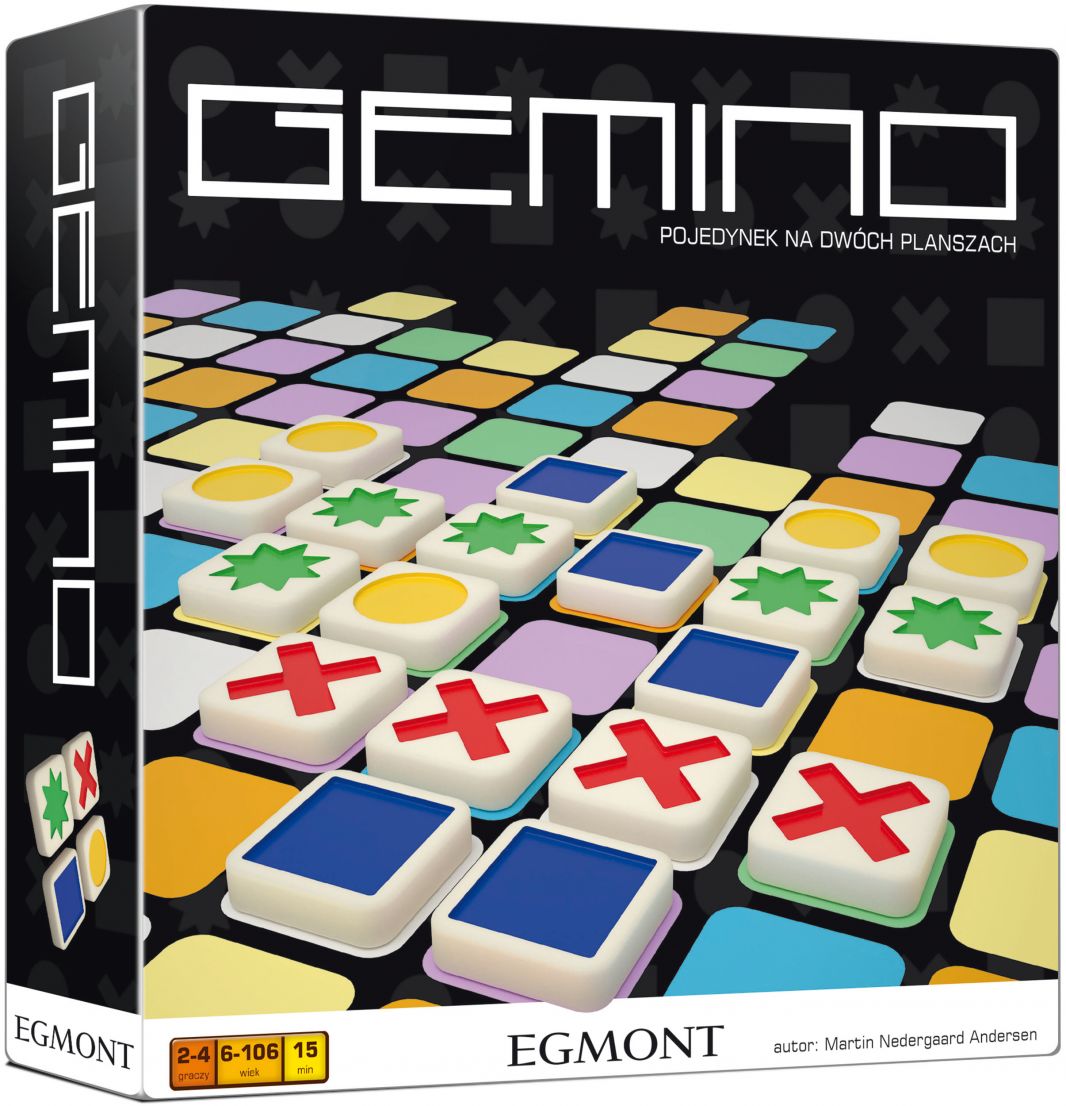 GEMINO
POJEDYNEK NA DWÓCH PLANSZACH
GEMINO
EGMONT
2-4
graczy
6-106
wiek
15
min
EGMONT
autor: Martin Nedergaard Andersen